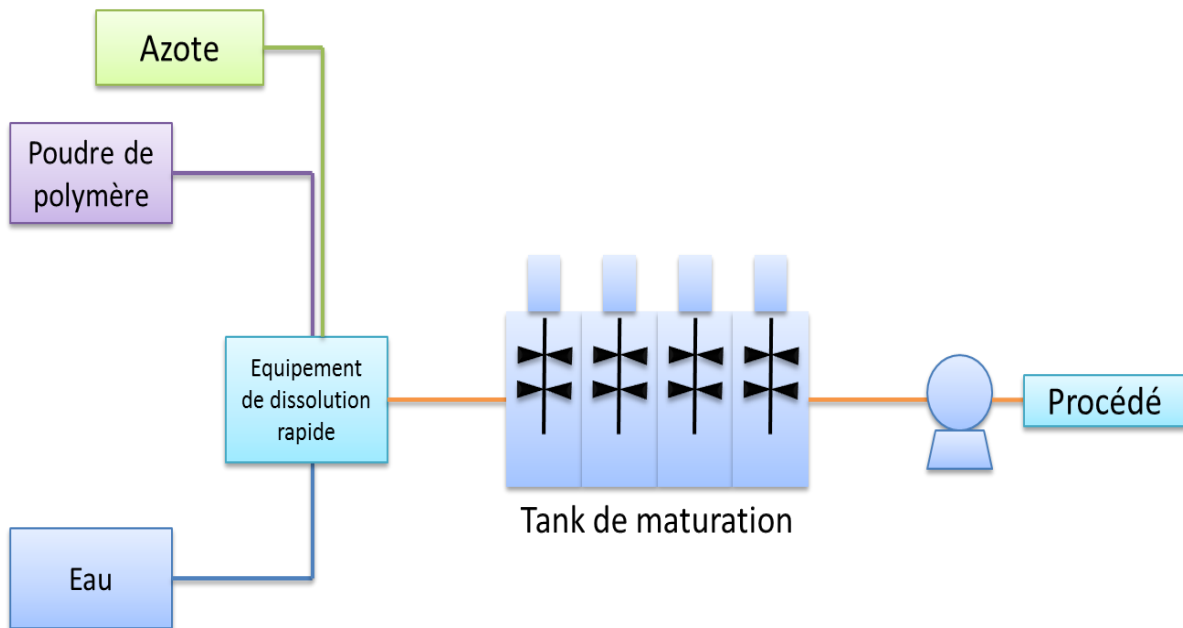 Azote
Poudre de
polymère
Equipement
de dissolution
rapide
Procédé
Tank de maturation
Eau